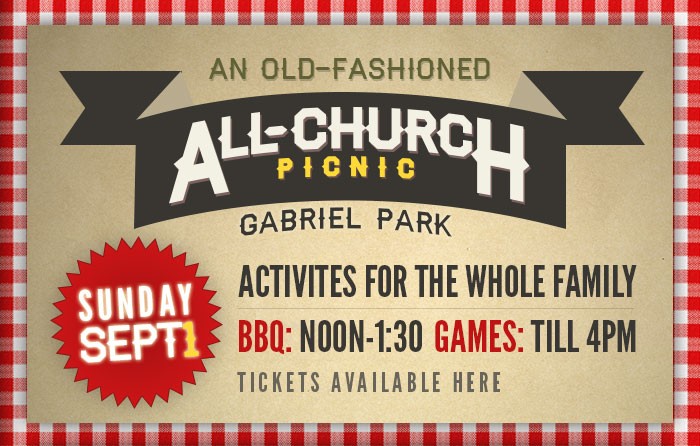 AN OLD-FASHIONED
ALL-CHURCH
PICNIC
GABRIEL PARK
SUNDAY
SEPT 1
ACTIVITES FOR THE WHOLE FAMILY
BBQ: NOON-1:30 GAMES: TILL 4PM
TICKETS AVAILABLE HERE